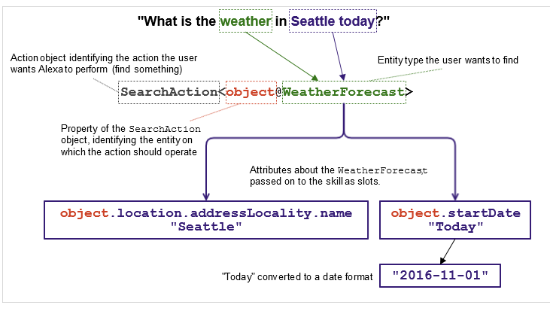 "What is the weather in Seattle today?"
Action object identifying the action the user
wants Alexa to perform (find something)
Entity type the user wants to find
SearchAction<object@WeatherForecast>
Property of the SearchAction
object, identifying the entity on
which the action should operate
Attributes about the WeatherForecast
passed on to the skill as slots.
object.location.addressLocality.name
"Seattle"
object.startDate
"Today"
"Today" converted to a date format
"2016-11-01"